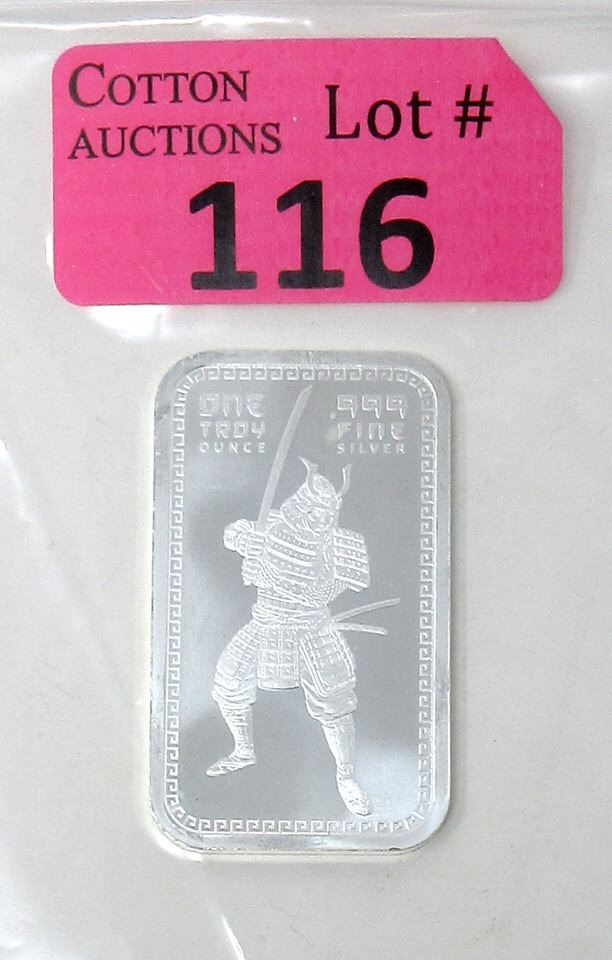 COTTON
AUCTIONS
Lot #
116
ONE
TROY
OUNCE
.999
FINE
SILVER